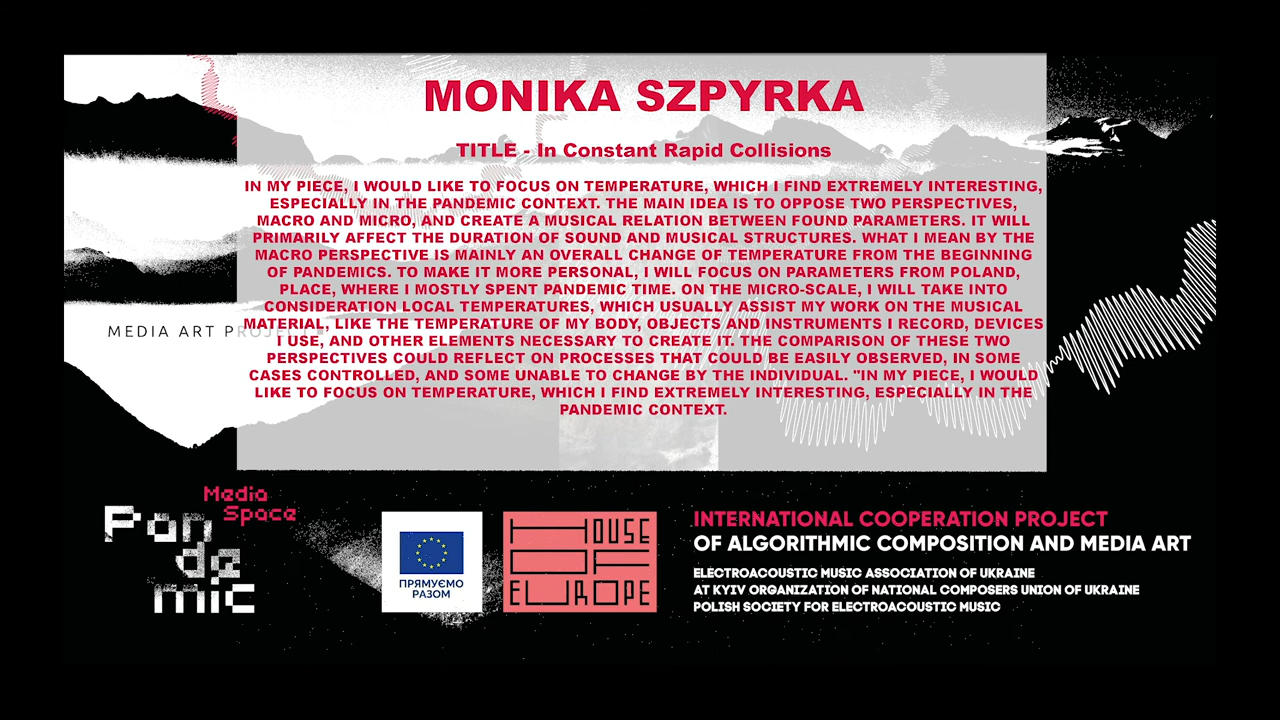 MONIKA SZPYRKA
TITLE - In Constant Rapid Collisions
IN MY PIECE, I WOULD LIKE TO FOCUS ON TEMPERATURE, WHICH I FIND EXTREMELY INTERESTING,
ESPECIALLY IN THE PANDEMIC CONTEXT. THE MAIN IDEA IS TO OPPOSE TWO PERSPECTIVES,
MACRO AND MICRO, AND CREATE A MUSICAL RELATION BETWEEN FOUND PARAMETERS. IT WILL
PRIMARILY AFFECT THE DURATION OF SOUND AND MUSICAL STRUCTURES. WHAT I MEAN BY THE
MACRO PERSPECTIVE IS MAINLY AN OVERALL CHANGE OF TEMPERATURE FROM THE BEGINNING
OF PANDEMICS. TO MAKE IT MORE PERSONAL, I WILL FOCUS ON PARAMETERS FROM POLAND,
PLACE, WHERE I MOSTLY SPENT PANDEMIC TIME. ON THE MICRO-SCALE, I WILL TAKE INTO
CONSIDERATION LOCAL TEMPERATURES, WHICH USUALLY ASSIST MY WORK ON THE MUSICAL
MATERIAL, LIKE THE TEMPERATURE OF MY BODY, OBJECTS AND INSTRUMENTS I RECORD, DEVICES
I USE, AND OTHER ELEMENTS NECESSARY TO CREATE IT. THE COMPARISON OF THESE TWO
PERSPECTIVES COULD REFLECT ON PROCESSES THAT COULD BE EASILY OBSERVED, IN SOME
CASES CONTROLLED, AND SOME UNABLE TO CHANGE BY THE INDIVIDUAL. "IN MY PIECE, I WOULD
LIKE TO FOCUS ON TEMPERATURE, WHICH I FIND EXTREMELY INTERESTING, ESPECIALLY IN THE
PANDEMIC CONTEXT.
MEDIA ART PROJECT
Media
Space
Pan
de
mic
ПРЯМУЄМО
РАЗОМ
HOUSE
OF
EUROPE
INTERNATIONAL COOPERATION PROJECT
OF ALGORITHMIC COMPOSITION AND MEDIA ART
ELECTROACOUSTIC MUSIC ASSOCIATION OF UKRAINE
AT KYIV ORGANIZATION OF NATIONAL COMPOSERS UNION OF UKRAINE
POLISH SOCIETY FOR ELECTROACOUSTIC MUSIC